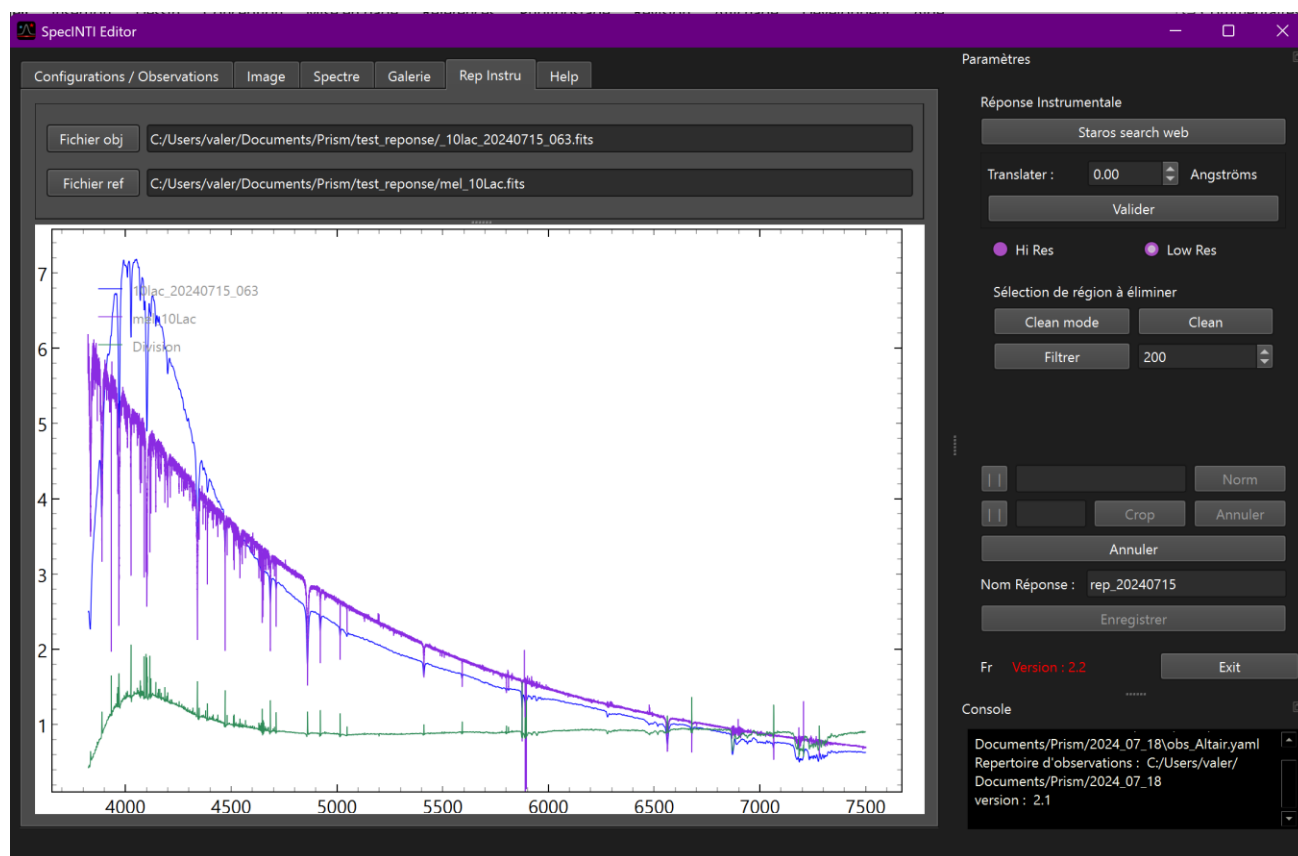 SpecINTI Editor
Configurations / Observations Image Spectre Galerie Rep Instru Help
Fichier obj C:/Users/valer/Documents/Prism/test_reponse/_10lac_20240715_063.fits
Fichier ref C:/Users/valer/Documents/Prism/test_reponse/mel_10Lac.fits
7
6
5
4
3
2
1
10lac_20240715_063
mel_10Lac
Division
4000 4500 5000 5500 6000 6500 7000 7500
Paramètres
Réponse Instrumentale
Staros search web
Translater : 0.00 Angströms
Valider
Hi Res Low Res
Sélection de région à éliminer
Clean mode Clean
Filtrer 200
| | Norm
| | Crop Annuler
Annuler
Nom Réponse : rep_20240715
Enregistrer
Fr Version : 2.2 Exit
Console
Documents/Prism/2024_07_18\obs_Altair.yaml
Repertoire d'observations : C:/Users/valer/
Documents/Prism/2024_07_18
version : 2.1